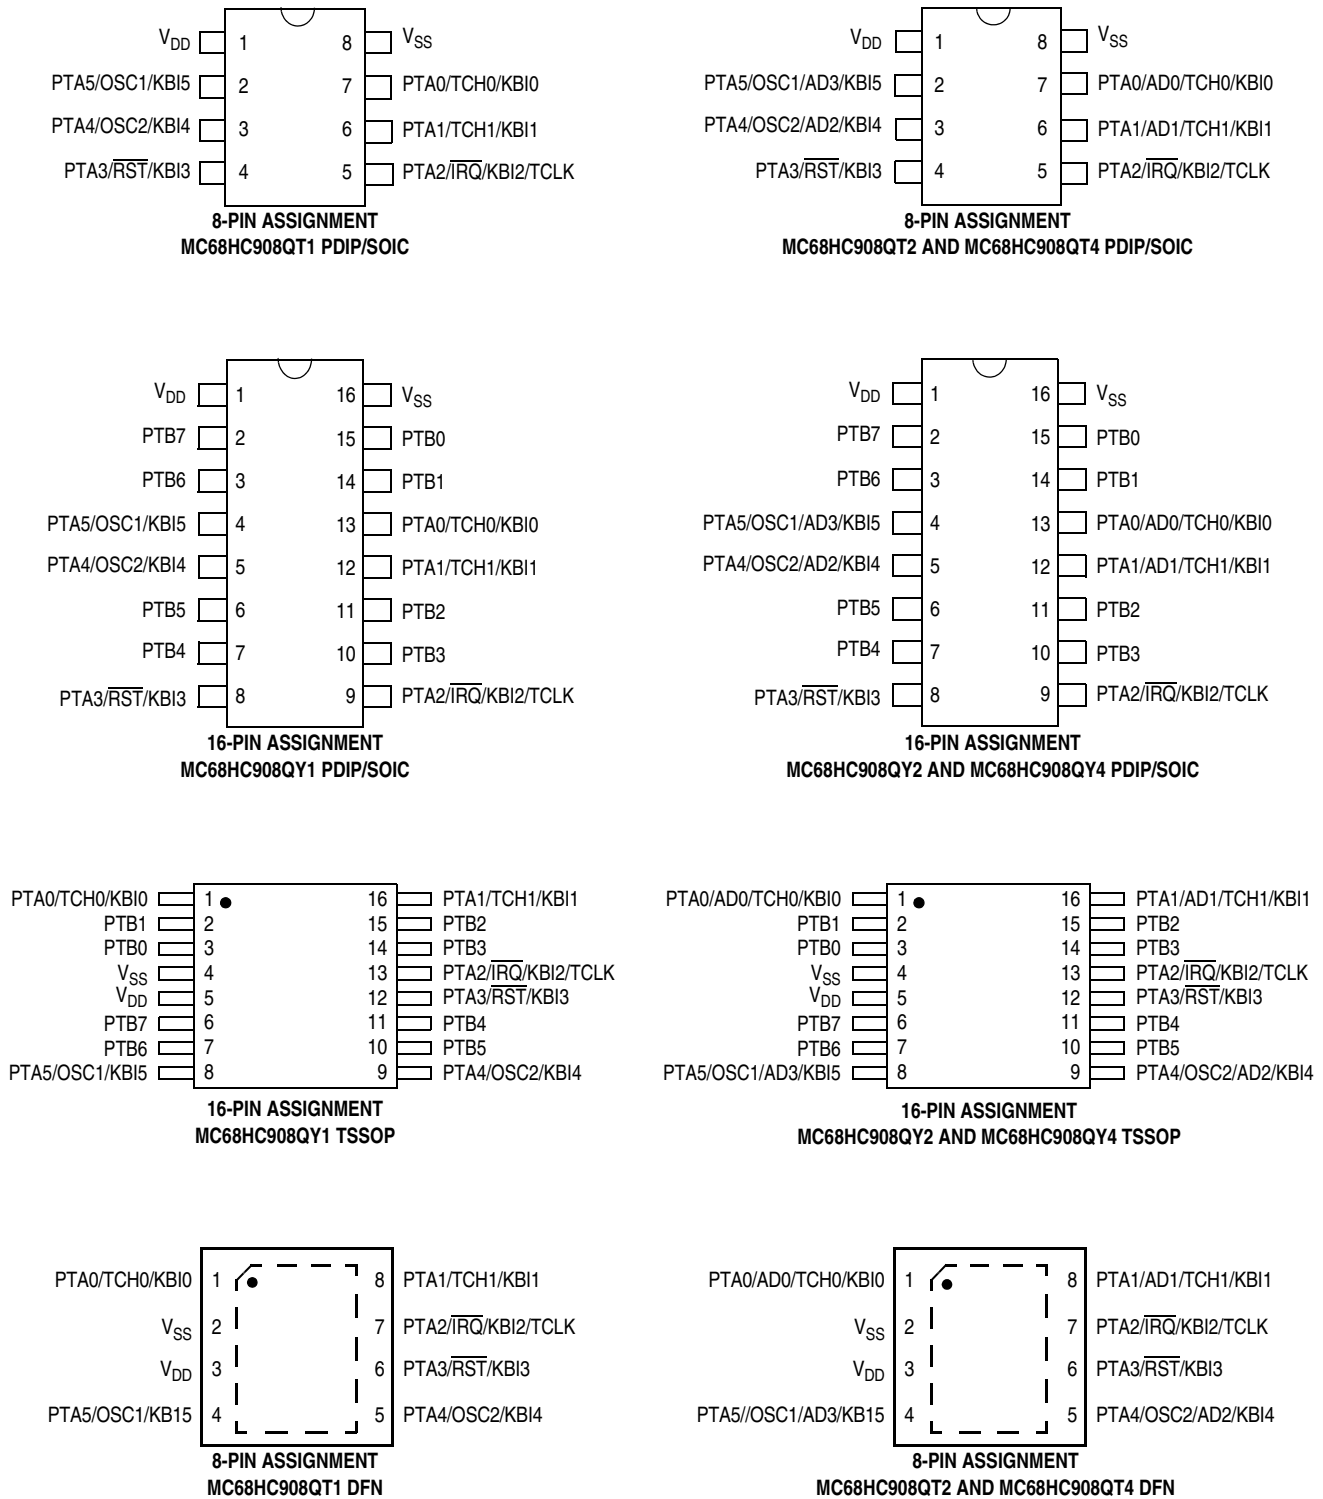 VDD 1 8 VSS
PTA5/OSC1/KBI5 2 7 PTA0/TCH0/KBI0
PTA4/OSC2/KBI4 3 6 PTA1/TCH1/KBI1
PTA3/RST/KBI3 4 5 PTA2/IRQ/KBI2/TCLK
8-PIN ASSIGNMENT
MC68HC908QT1 PDIP/SOIC
VDD 1 8 VSS
PTA5/OSC1/AD3/KBI5 2 7 PTA0/AD0/TCH0/KBI0
PTA4/OSC2/AD2/KBI4 3 6 PTA1/AD1/TCH1/KBI1
PTA3/RST/KBI3 4 5 PTA2/IRQ/KBI2/TCLK
8-PIN ASSIGNMENT
MC68HC908QT2 AND MC68HC908QT4 PDIP/SOIC
VDD 1 16 VSS
PTB7 2 15 PTB0
PTB6 3 14 PTB1
PTA5/OSC1/KBI5 4 13 PTA0/TCH0/KBI0
PTA4/OSC2/KBI4 5 12 PTA1/TCH1/KBI1
PTB5 6 11 PTB2
PTB4 7 10 PTB3
PTA3/RST/KBI3 8 9 PTA2/IRQ/KBI2/TCLK
16-PIN ASSIGNMENT
MC68HC908QY1 PDIP/SOIC
VDD 1 16 VSS
PTB7 2 15 PTB0
PTB6 3 14 PTB1
PTA5/OSC1/AD3/KBI5 4 13 PTA0/AD0/TCH0/KBI0
PTA4/OSC2/AD2/KBI4 5 12 PTA1/AD1/TCH1/KBI1
PTB5 6 11 PTB2
PTB4 7 10 PTB3
PTA3/RST/KBI3 8 9 PTA2/IRQ/KBI2/TCLK
16-PIN ASSIGNMENT
MC68HC908QY2 AND MC68HC908QY4 PDIP/SOIC
PTA0/TCH0/KBI0 1 16 PTA1/TCH1/KBI1
PTB1 2 15 PTB2
PTB0 3 14 PTB3
VSS 4 13 PTA2/IRQ/KBI2/TCLK
VDD 5 12 PTA3/RST/KBI3
PTB7 6 11 PTB4
PTB6 7 10 PTB5
PTA5/OSC1/KBI5 8 9 PTA4/OSC2/KBI4
16-PIN ASSIGNMENT
MC68HC908QY1 TSSOP
PTA0/AD0/TCH0/KBI0 1 16 PTA1/AD1/TCH1/KBI1
PTB1 2 15 PTB2
PTB0 3 14 PTB3
VSS 4 13 PTA2/IRQ/KBI2/TCLK
VDD 5 12 PTA3/RST/KBI3
PTB7 6 11 PTB4
PTB6 7 10 PTB5
PTA5/OSC1/AD3/KBI5 8 9 PTA4/OSC2/AD2/KBI4
16-PIN ASSIGNMENT
MC68HC908QY2 AND MC68HC908QY4 TSSOP
PTA0/TCH0/KBI0 1 8 PTA1/TCH1/KBI1
VSS 2 7 PTA2/IRQ/KBI2/TCLK
VDD 3 6 PTA3/RST/KBI3
PTA5/OSC1/KB15 4 5 PTA4/OSC2/KBI4
8-PIN ASSIGNMENT
MC68HC908QT1 DFN
PTA0/AD0/TCH0/KBI0 1 8 PTA1/AD1/TCH1/KBI1
VSS 2 7 PTA2/IRQ/KBI2/TCLK
VDD 3 6 PTA3/RST/KBI3
PTA5//OSC1/AD3/KB15 4 5 PTA4/OSC2/AD2/KBI4
8-PIN ASSIGNMENT
MC68HC908QT2 AND MC68HC908QT4 DFN